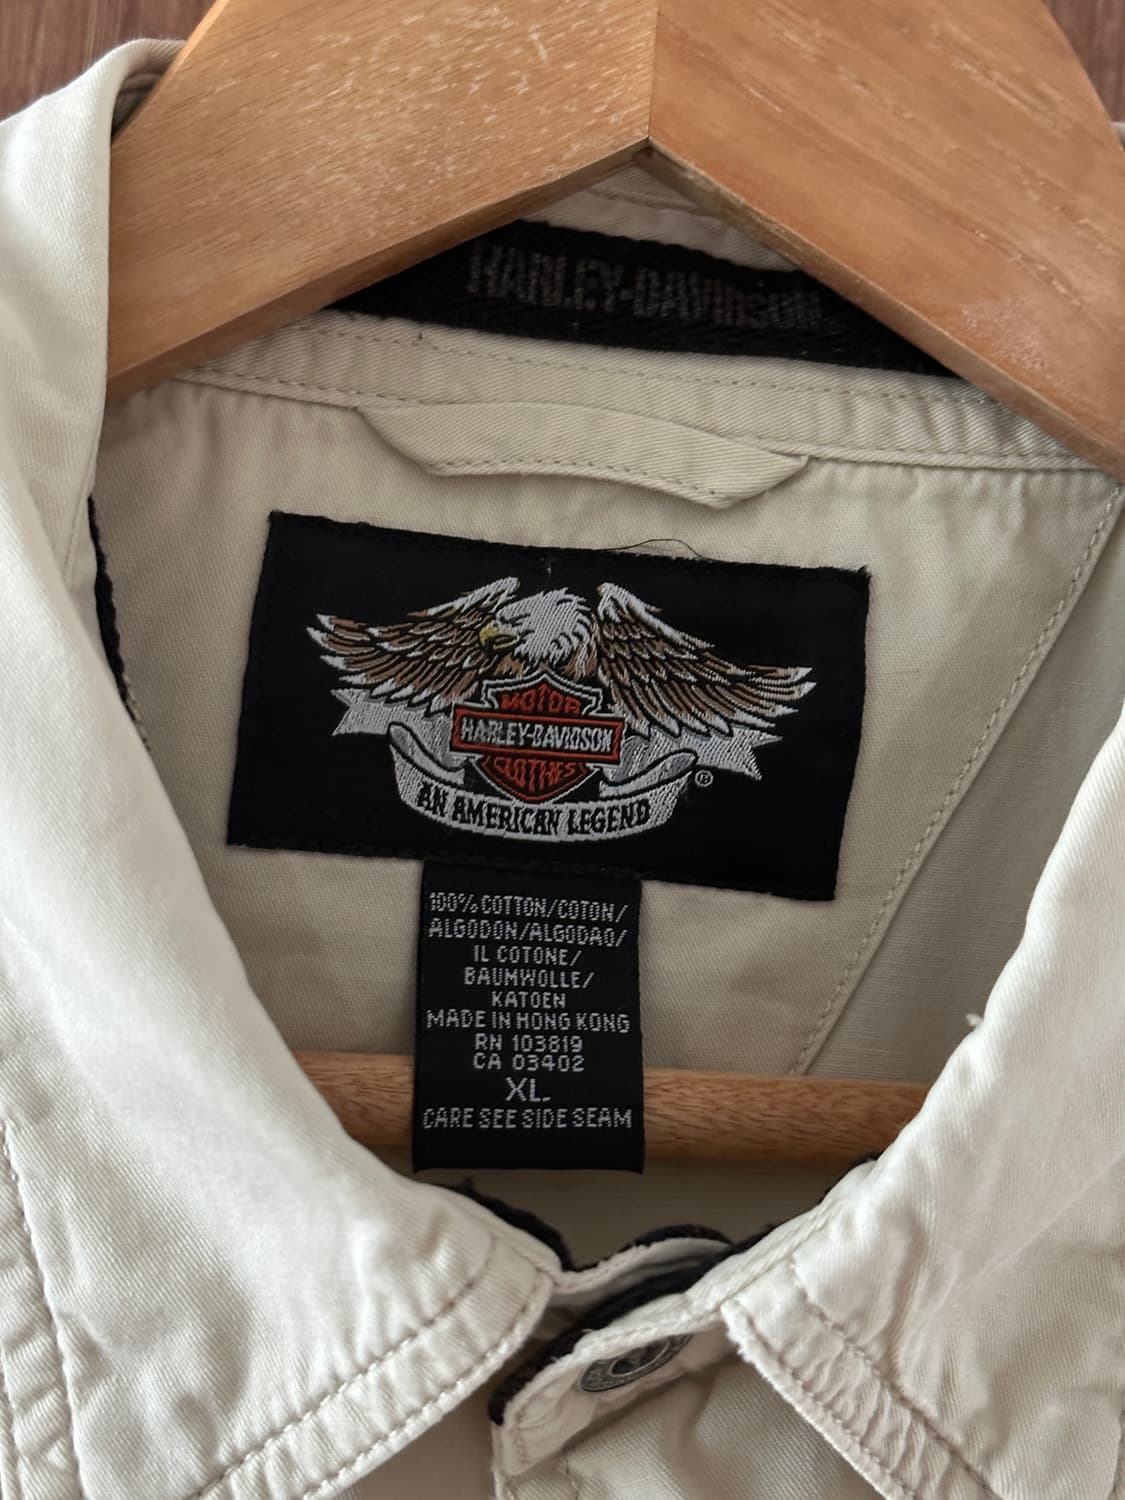 HARLEY-DAVIDSON
MOTOR
HARLEY-DAVIDSON
CLOTHES
®
AN AMERICAN LEGEND
100% COTTON/COTON/
ALGODON/ALGODAO/
IL COTONE/
BAUMWOLLE/
KATOEN
MADE IN HONG KONG
RN 103819
CA 03402
XL
CARE SEE SIDE SEAM